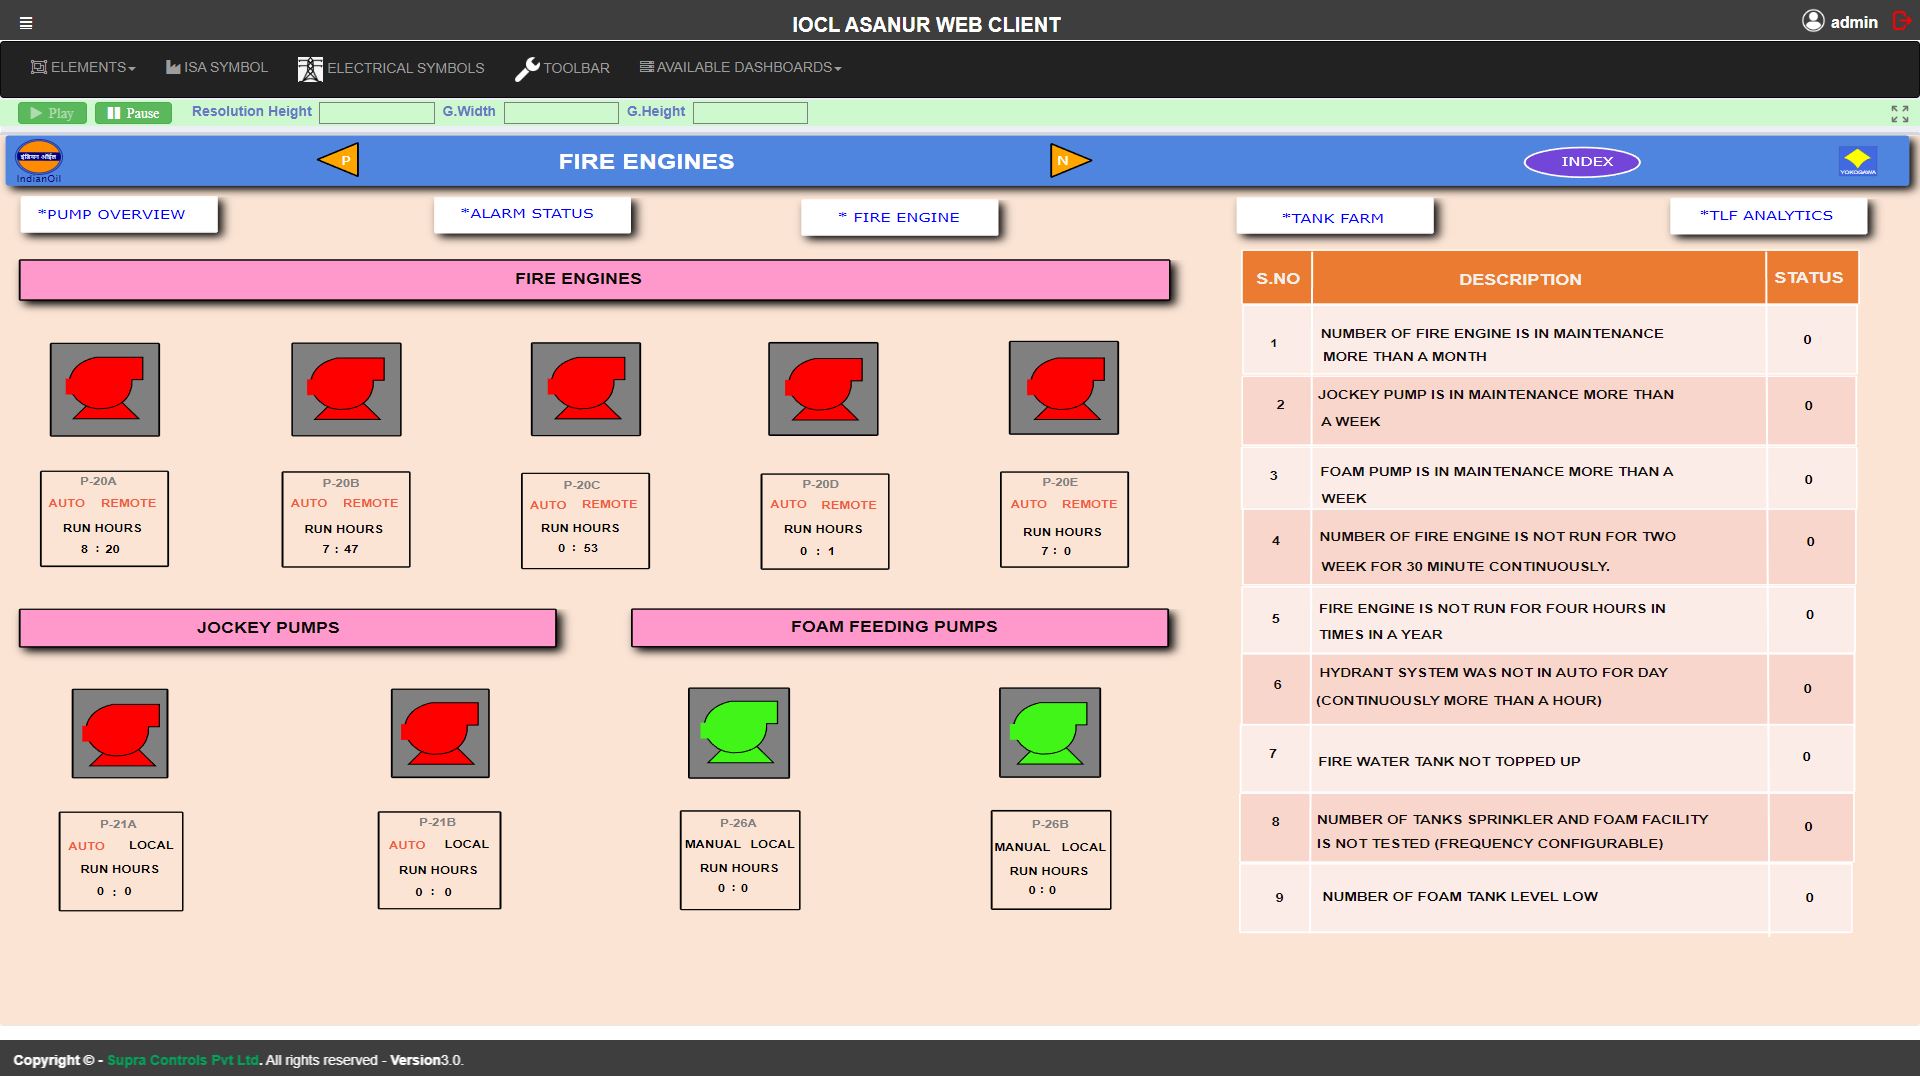 IOCL ASANUR WEB CLIENT
admin
ELEMENTS
ISA SYMBOL
ELECTRICAL SYMBOLS
TOOLBAR
AVAILABLE DASHBOARDS
Play
Pause
Resolution Height
G.Width
G.Height
इंडियन ऑईल
IndianOil
P
FIRE ENGINES
N
INDEX
YOKOGAWA
*PUMP OVERVIEW
*ALARM STATUS
* FIRE ENGINE
*TANK FARM
*TLF ANALYTICS
FIRE ENGINES
P-20A
AUTO REMOTE
RUN HOURS
8 : 20
P-20B
AUTO REMOTE
RUN HOURS
7 : 47
P-20C
AUTO REMOTE
RUN HOURS
0 : 53
P-20D
AUTO REMOTE
RUN HOURS
0 : 1
P-20E
AUTO REMOTE
RUN HOURS
7 : 0
JOCKEY PUMPS
FOAM FEEDING PUMPS
P-21A
AUTO LOCAL
RUN HOURS
0 : 0
P-21B
AUTO LOCAL
RUN HOURS
0 : 0
P-26A
MANUAL LOCAL
RUN HOURS
0 : 0
P-26B
MANUAL LOCAL
RUN HOURS
0 : 0
S.NO DESCRIPTION STATUS
1 NUMBER OF FIRE ENGINE IS IN MAINTENANCE 0
MORE THAN A MONTH
2 JOCKEY PUMP IS IN MAINTENANCE MORE THAN 0
A WEEK
3 FOAM PUMP IS IN MAINTENANCE MORE THAN A 0
WEEK
4 NUMBER OF FIRE ENGINE IS NOT RUN FOR TWO 0
WEEK FOR 30 MINUTE CONTINUOUSLY.
5 FIRE ENGINE IS NOT RUN FOR FOUR HOURS IN 0
TIMES IN A YEAR
6 HYDRANT SYSTEM WAS NOT IN AUTO FOR DAY 0
(CONTINUOUSLY MORE THAN A HOUR)
7 FIRE WATER TANK NOT TOPPED UP 0
8 NUMBER OF TANKS SPRINKLER AND FOAM FACILITY 0
IS NOT TESTED (FREQUENCY CONFIGURABLE)
9 NUMBER OF FOAM TANK LEVEL LOW 0
Copyright © - Supra Controls Pvt Ltd. All rights reserved - Version3.0.